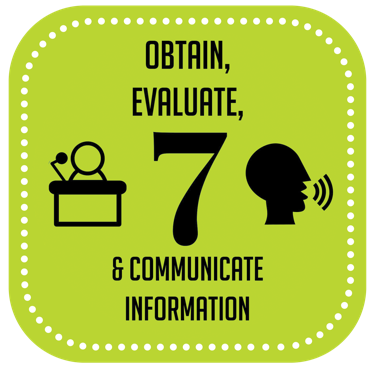 OBTAIN,
EVALUATE,
7
& COMMUNICATE
INFORMATION